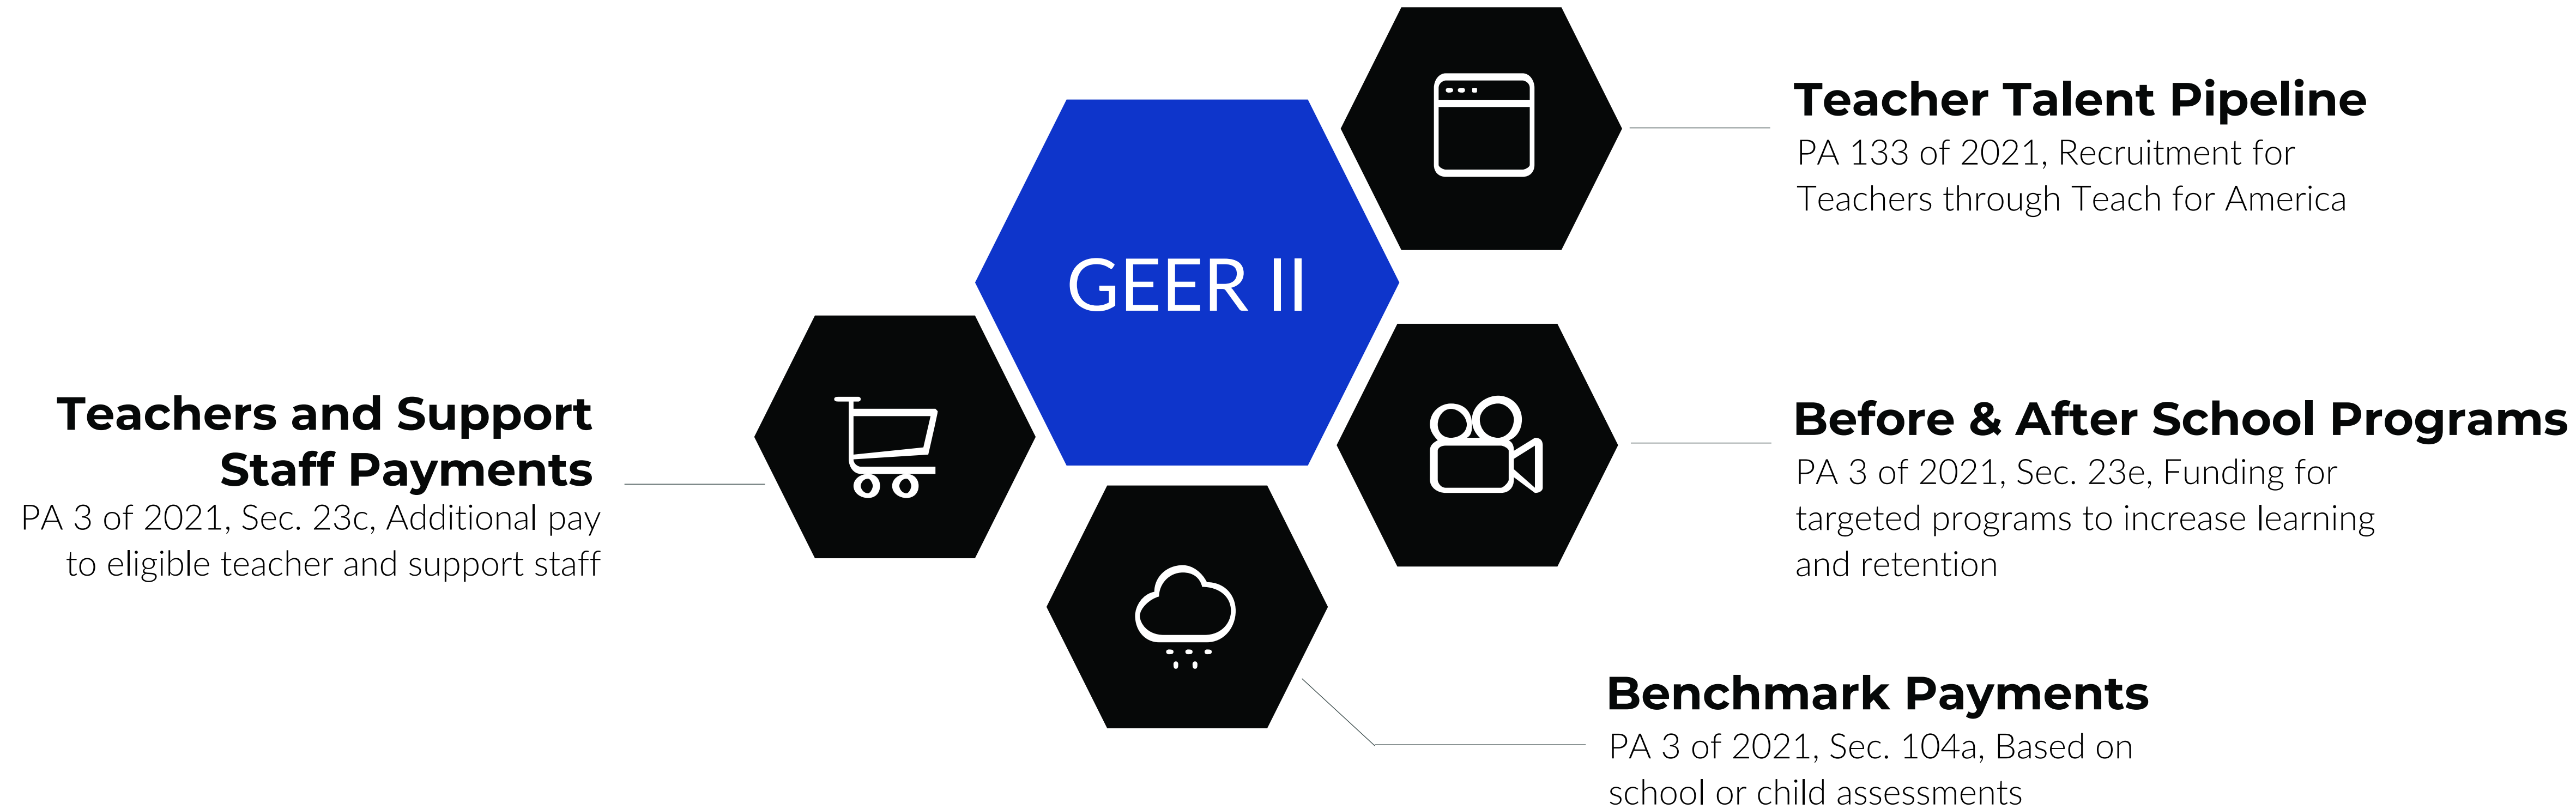 GEER II
Teacher Talent Pipeline
PA 133 of 2021, Recruitment for
Teachers through Teach for America
Before & After School Programs
PA 3 of 2021, Sec. 23e, Funding for
targeted programs to increase learning
and retention
Benchmark Payments
PA 3 of 2021, Sec. 104a, Based on
school or child assessments
Teachers and Support
Staff Payments
PA 3 of 2021, Sec. 23c, Additional pay
to eligible teacher and support staff